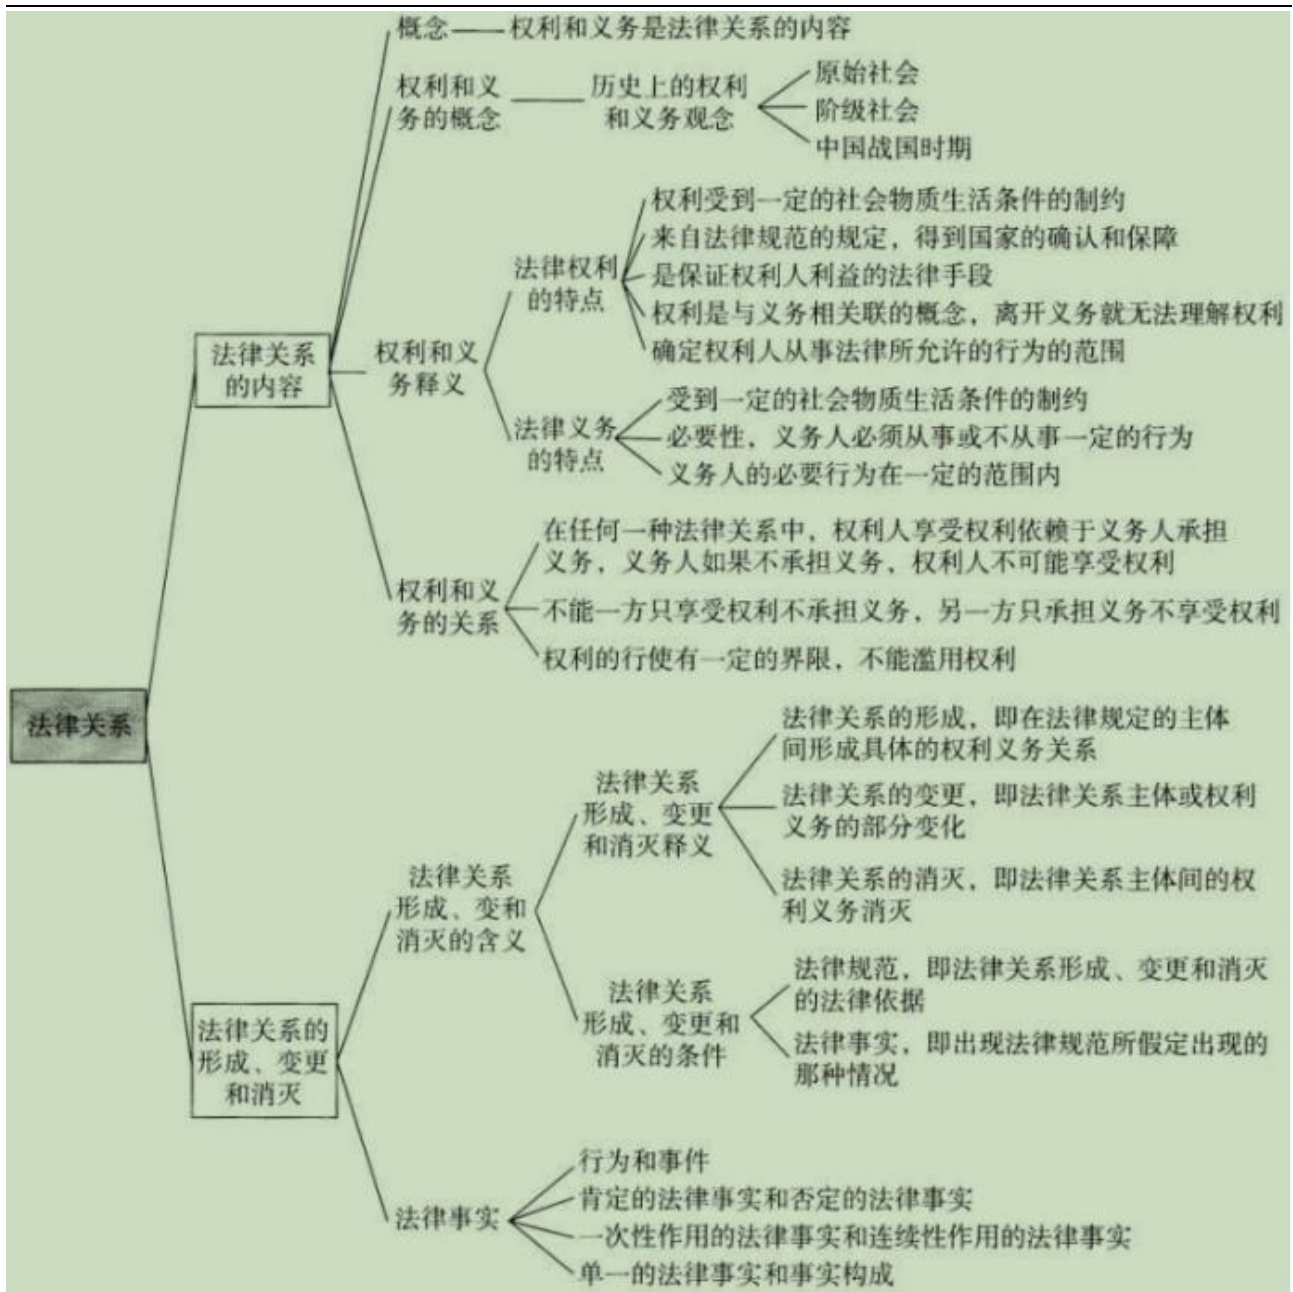 概念——权利和义务是法律关系的内容
权利和义
务的概念
历史上的权利
和义务观念
原始社会
阶级社会
中国战国时期
法律关系
的内容
权利和义
务释义
法律权利
的特点
权利受到一定的社会物质生活条件的制约
来自法律规范的规定，得到国家的确认和保障
是保证权利人利益的法律手段
权利是与义务相关联的概念，离开义务就无法理解权利
确定权利人从事法律所允许的行为的范围
法律义务
的特点
受到一定的社会物质生活条件的制约
必要性，义务人必须从事或不从事一定的行为
义务人的必要行为在一定的范围内
权利和义
务的关系
在任何一种法律关系中，权利人享受权利依赖于义务人承担
义务，义务人如果不承担义务，权利人不可能享受权利
不能一方只享受权利不承担义务，另一方只承担义务不享受权利
权利的行使有一定的界限，不能滥用权利
法律关系
法律关系的
形成、变更
和消灭
法律关系
形成、变和
消灭的含义
法律关系
形成、变更
和消灭释义
法律关系的形成，即在法律规定的主体
间形成具体的权利义务关系
法律关系的变更，即法律关系主体或权利
义务的部分变化
法律关系的消灭，即法律关系主体间的权
利义务消灭
法律关系
形成、变更和
消灭的条件
法律规范，即法律关系形成、变更和消灭
的法律依据
法律事实，即出现法律规范所假定出现的
那种情况
法律事实
行为和事件
肯定的法律事实和否定的法律事实
一次性作用的法律事实和连续性作用的法律事实
单一的法律事实和事实构成